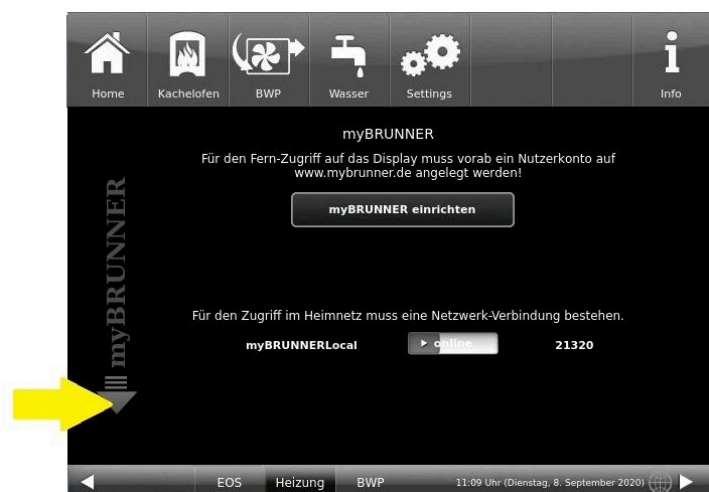 Home
Kachelofen
BWP
Wasser
Settings
Info
myBRUNNER
Für den Fern-Zugriff auf das Display muss vorab ein Nutzerkonto auf
www.mybrunner.de angelegt werden!
myBRUNNER einrichten
myBRUNNER
Für den Zugriff im Heimnetz muss eine Netzwerk-Verbindung bestehen.
myBRUNNERLocal online 21320
EOS Heizung BWP 11:09 Uhr (Dienstag, 8. September 2020)